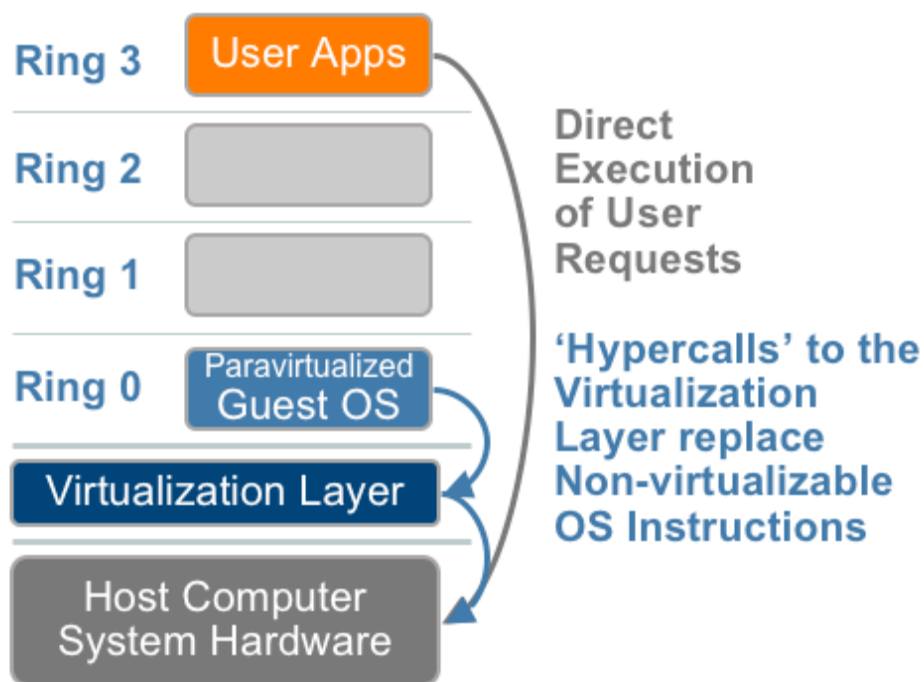 Ring 3
User Apps
Ring 2
Ring 1
Ring 0
Paravirtualized
Guest OS
Virtualization Layer
Host Computer
System Hardware
Direct
Execution
of User
Requests
‘Hypercalls’ to the
Virtualization
Layer replace
Non-virtualizable
OS Instructions